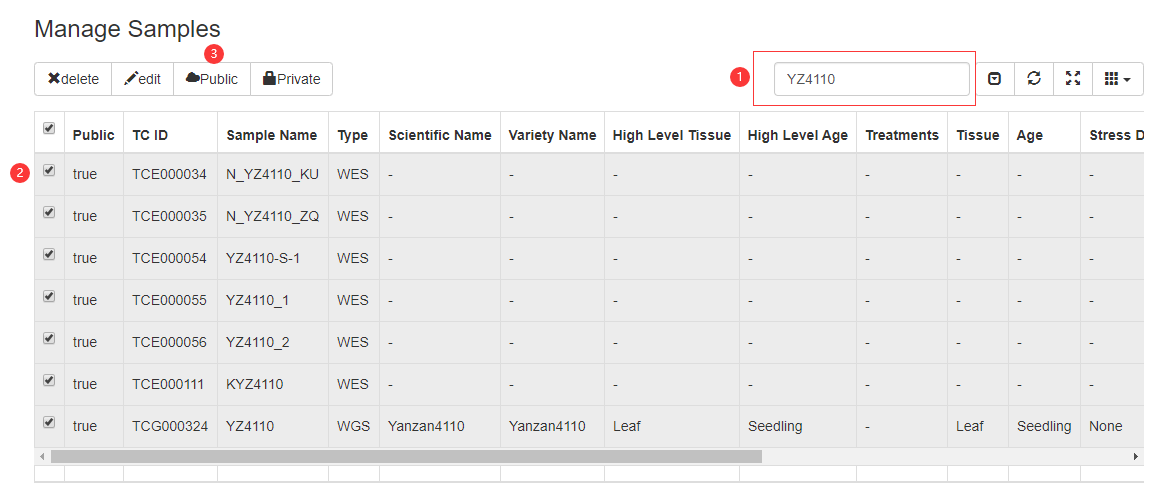 Manage Samples
3
delete edit Public Private 1 YZ4110
Public TC ID Sample Name Type Scientific Name Variety Name High Level Tissue High Level Age Treatments Tissue Age Stress D
2 true TCE000034 N_YZ4110_KU WES - - - - - - - -
true TCE000035 N_YZ4110_ZQ WES - - - - - - - -
true TCE000054 YZ4110-S-1 WES - - - - - - - -
true TCE000055 YZ4110_1 WES - - - - - - - -
true TCE000056 YZ4110_2 WES - - - - - - - -
true TCE000111 KYZ4110 WES - - - - - - - -
true TCG000324 YZ4110 WGS Yanzan4110 Yanzan4110 Leaf Seedling - Leaf Seedling None